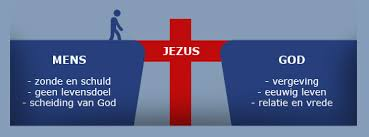 JEZUS
MENS
- zonde en schuld
- geen levensdoel
- scheiding van God
GOD
- vergeving
- eeuwig leven
- relatie en vrede